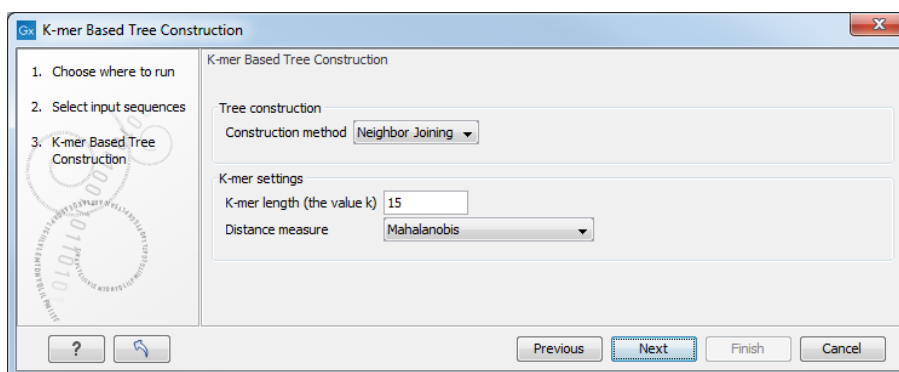 Gx K-mer Based Tree Construction
X
1. Choose where to run
2. Select input sequences
3. K-mer Based Tree
Construction
K-mer Based Tree Construction
Tree construction
Construction method Neighbor Joining
K-mer settings
K-mer length (the value k) 15
Distance measure Mahalanobis
? Previous Next Finish Cancel